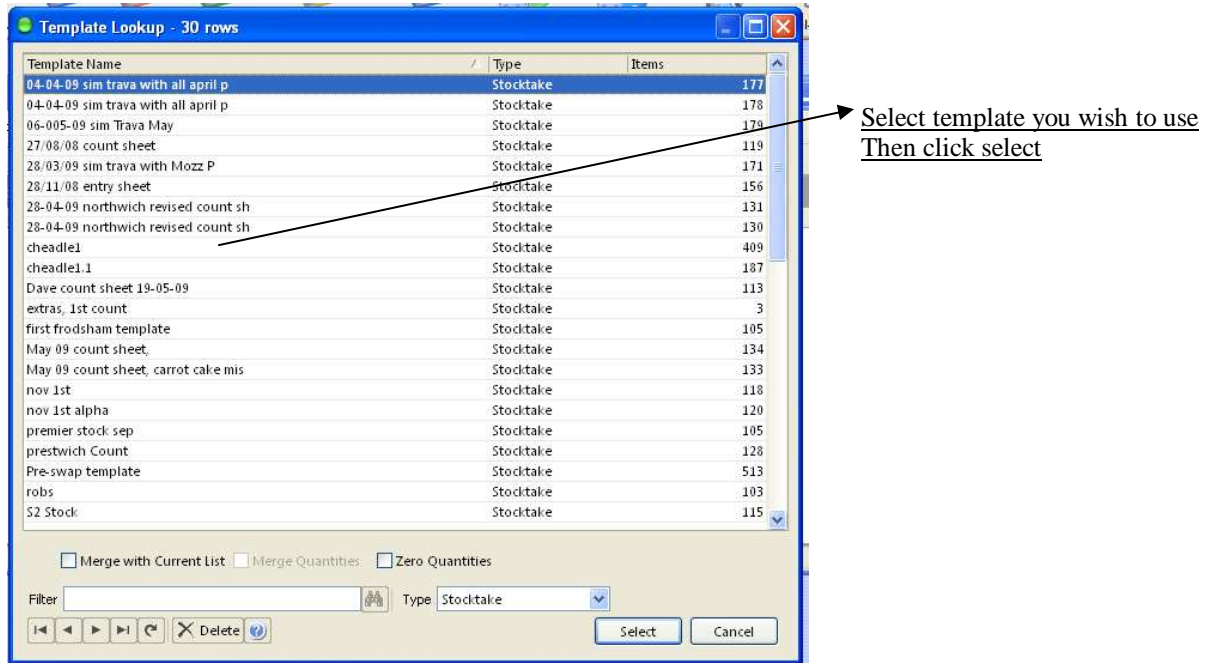 Template Lookup - 30 rows
Template Name Type Items
04-04-09 sim trava with all april p Stocktake 177
04-04-09 sim trava with all april p Stocktake 178
06-005-09 sim Trava May Stocktake 179
27/08/08 count sheet Stocktake 119
28/03/09 sim trava with Mozz P Stocktake 171
28/11/08 entry sheet Stocktake 156
28-04-09 northwich revised count sh Stocktake 131
28-04-09 northwich revised count sh Stocktake 130
cheadle1 Stocktake 409
cheadle1.1 Stocktake 187
Dave count sheet 19-05-09 Stocktake 113
extras, 1st count Stocktake 3
first frodsham template Stocktake 105
May 09 count sheet, Stocktake 134
May 09 count sheet, carrot cake mis Stocktake 133
nov 1st Stocktake 118
nov 1st alpha Stocktake 120
premier stock sep Stocktake 105
prestwich Count Stocktake 128
Pre-swap template Stocktake 513
robs Stocktake 103
S2 Stock Stocktake 115
Merge with Current List Merge Quantities Zero Quantities
Filter Type Stocktake
Delete Select Cancel
Select template you wish to use
Then click select